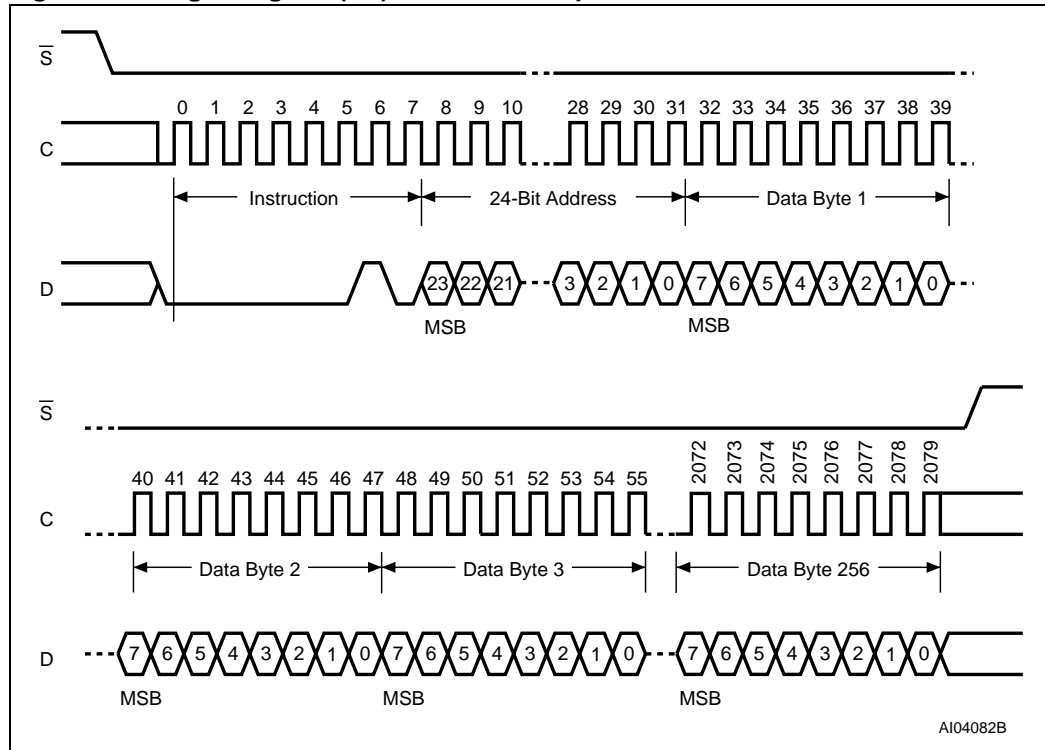 S
0 1 2 3 4 5 6 7 8 9 10 28 29 30 31 32 33 34 35 36 37 38 39
C
Instruction 24-Bit Address Data Byte 1
D 23 22 21 3 2 1 0 7 6 5 4 3 2 1 0
MSB MSB
S
2072 2073 2074 2075 2076 2077 2078 2079
40 41 42 43 44 45 46 47 48 49 50 51 52 53 54 55
C
Data Byte 2 Data Byte 3 Data Byte 256
D 7 6 5 4 3 2 1 0 7 6 5 4 3 2 1 0 7 6 5 4 3 2 1 0
MSB MSB MSB
AI04082B